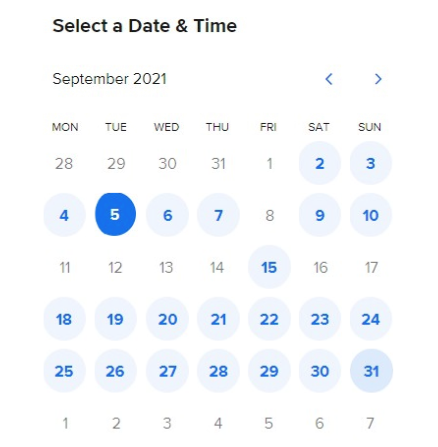 Select a Date & Time
September 2021
MON TUE WED THU FRI SAT SUN
28 29 30 31 1 2 3
4 5 6 7 8 9 10
11 12 13 14 15 16 17
18 19 20 21 22 23 24
25 26 27 28 29 30 31
1 2 3 4 5 6 7